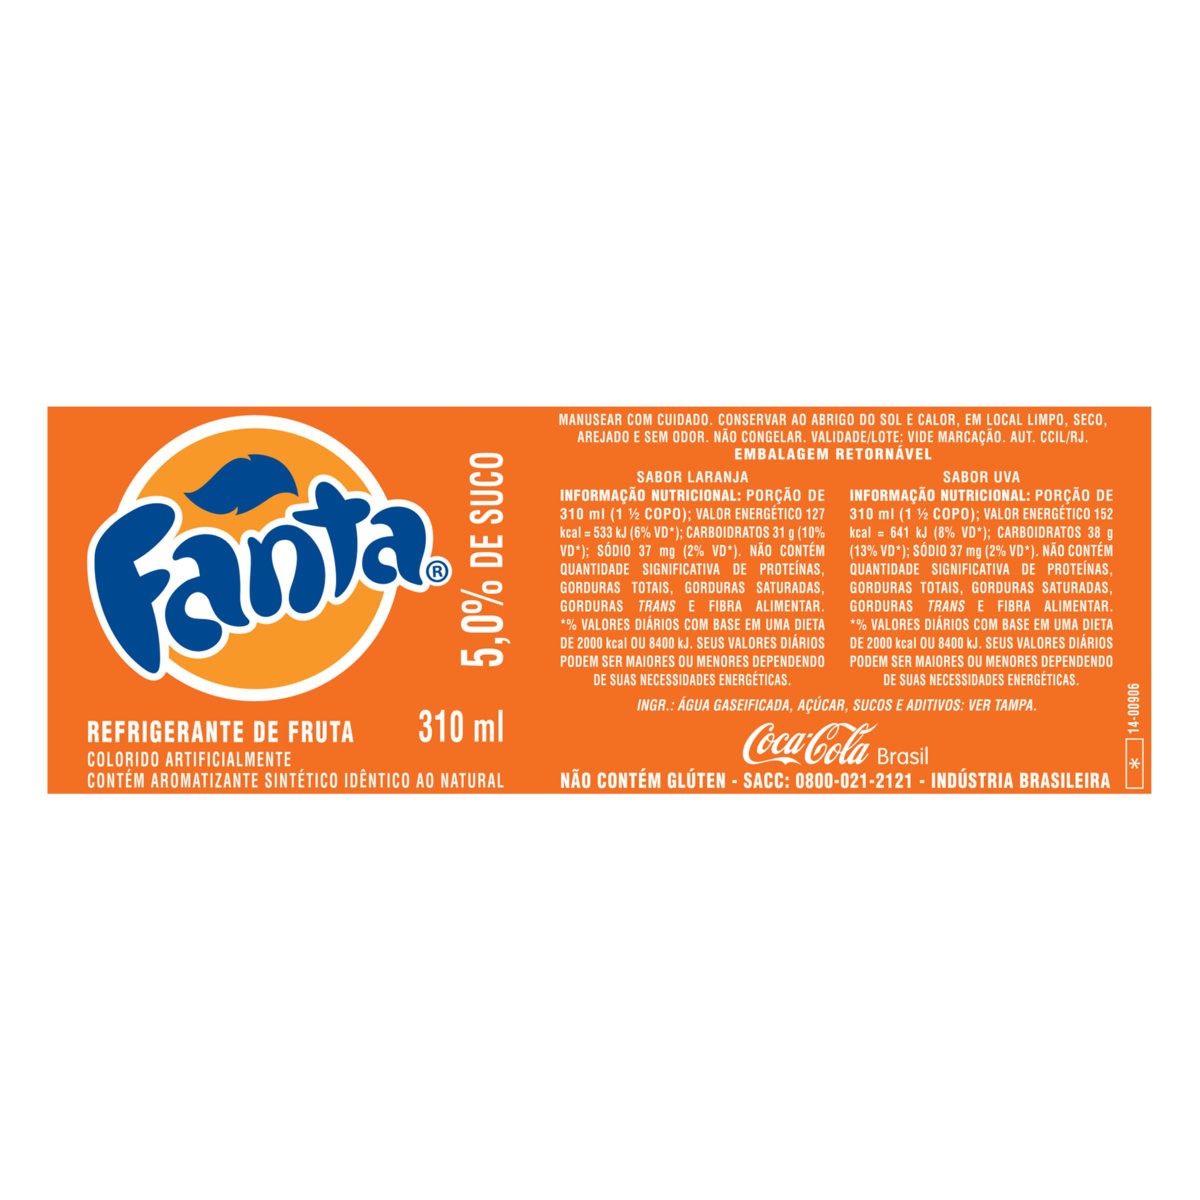 Fanta®
5,0% DE SUCO
REFRIGERANTE DE FRUTA
310 ml
COLORIDO ARTIFICIALMENTE
CONTÉM AROMATIZANTE SINTÉTICO IDÊNTICO AO NATURAL
MANUSEAR COM CUIDADO. CONSERVAR AO ABRIGO DO SOL E CALOR, EM LOCAL LIMPO, SECO,
AREJADO E SEM ODOR. NÃO CONGELAR. VALIDADE/LOTE: VIDE MARCAÇÃO. AUT. CCIL/RJ.
EMBALAGEM RETORNÁVEL
SABOR LARANJA
INFORMAÇÃO NUTRICIONAL: PORÇÃO DE
310 ml (1 ½ COPO); VALOR ENERGÉTICO 127
kcal = 533 kJ (6% VD*); CARBOIDRATOS 31 g (10%
VD*); SÓDIO 37 mg (2% VD*). NÃO CONTÉM
QUANTIDADE SIGNIFICATIVA DE PROTEÍNAS,
GORDURAS TOTAIS, GORDURAS SATURADAS,
GORDURAS TRANS E FIBRA ALIMENTAR.
*% VALORES DIÁRIOS COM BASE EM UMA DIETA
DE 2000 kcal OU 8400 kJ. SEUS VALORES DIÁRIOS
PODEM SER MAIORES OU MENORES DEPENDENDO
DE SUAS NECESSIDADES ENERGÉTICAS.
SABOR UVA
INFORMAÇÃO NUTRICIONAL: PORÇÃO DE
310 ml (1 ½ COPO); VALOR ENERGÉTICO 152
kcal = 641 kJ (8% VD*); CARBOIDRATOS 38 g
(13% VD*); SÓDIO 37 mg (2% VD*). NÃO CONTÉM
QUANTIDADE SIGNIFICATIVA DE PROTEÍNAS,
GORDURAS TOTAIS, GORDURAS SATURADAS,
GORDURAS TRANS E FIBRA ALIMENTAR.
*% VALORES DIÁRIOS COM BASE EM UMA DIETA
DE 2000 kcal OU 8400 kJ. SEUS VALORES DIÁRIOS
PODEM SER MAIORES OU MENORES DEPENDENDO
DE SUAS NECESSIDADES ENERGÉTICAS.
INGR.: ÁGUA GASEIFICADA, AÇÚCAR, SUCOS E ADITIVOS: VER TAMPA.
Coca-Cola Brasil
NÃO CONTÉM GLÚTEN - SACC: 0800-021-2121 - INDÚSTRIA BRASILEIRA
* 14-00906